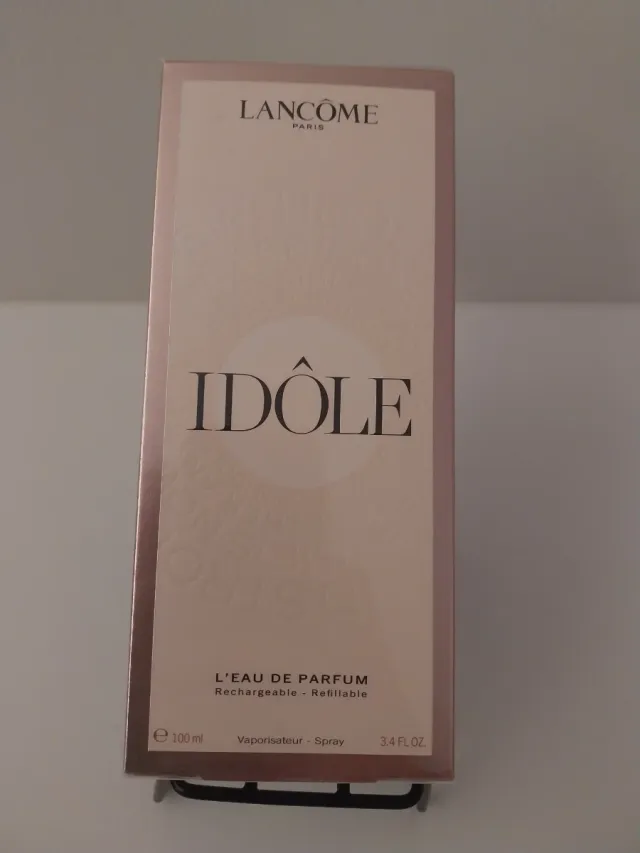 LANCÔME
PARIS
IDÔLE
L'EAU DE PARFUM
Rechargeable - Refillable
℮ 100 ml Vaporisateur - Spray 3.4 FL OZ.